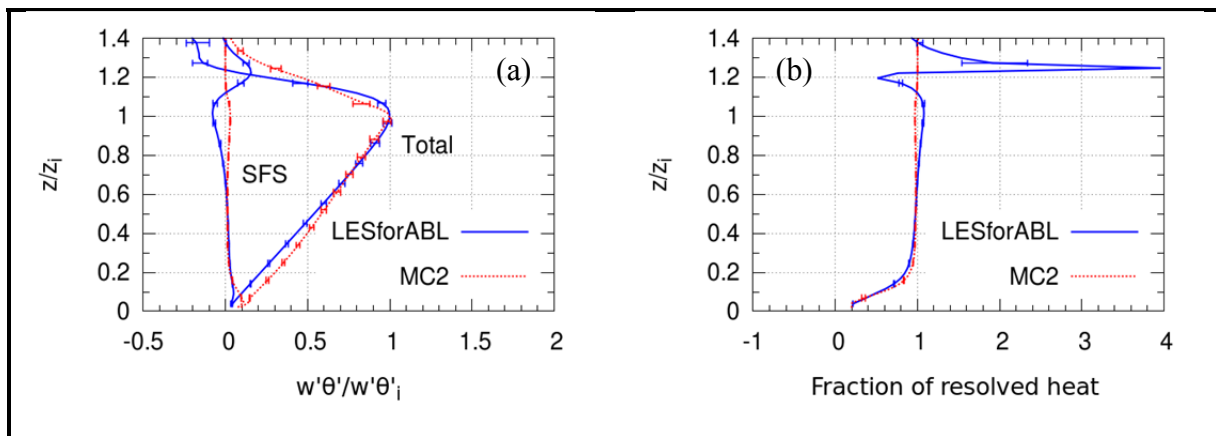 1.4
1.2
1
0.8
0.6
0.4
0.2
0
z/zᵢ
(a)
Total
SFS
LESforABL
MC2
-0.5 0 0.5 1 1.5 2
w'θ'/w'θ'ᵢ
1.4
1.2
1
0.8
0.6
0.4
0.2
0
z/zᵢ
(b)
LESforABL
MC2
-1 0 1 2 3 4
Fraction of resolved heat